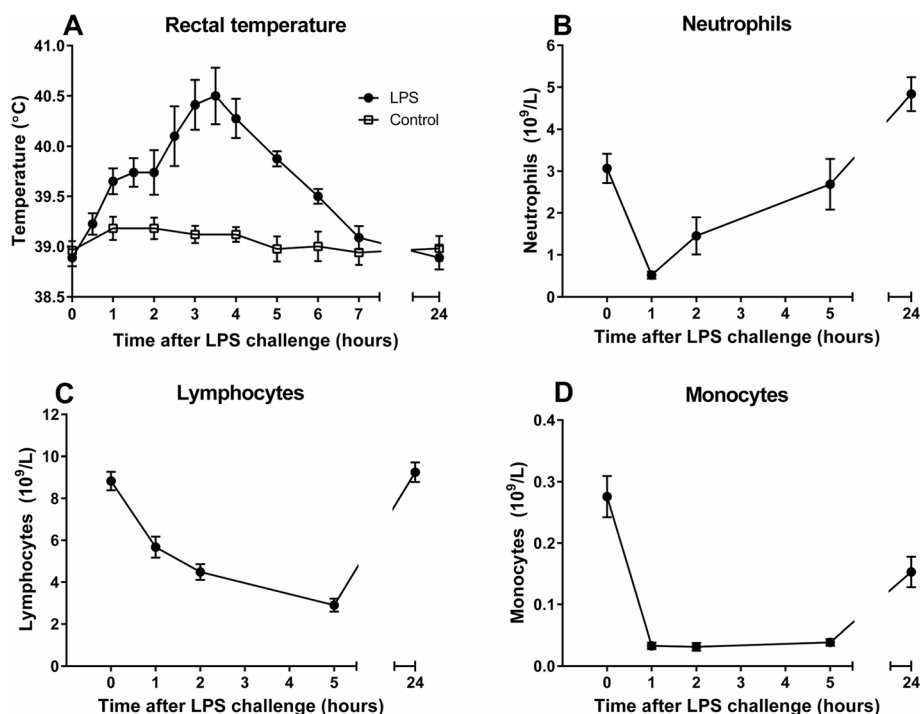 A
Rectal temperature
41.0
40.5
40.0
39.5
39.0
38.5
Temperature (°C)
LPS
Control
0 1 2 3 4 5 6 7 24
Time after LPS challenge (hours)
B
Neutrophils
6
5
4
3
2
1
0
Neutrophils (10⁹/L)
0 1 2 3 4 5 24
Time after LPS challenge (hours)
C
Lymphocytes
12
10
8
6
4
2
0
Lymphocytes (10⁹/L)
0 1 2 3 4 5 24
Time after LPS challenge (hours)
D
Monocytes
0.4
0.3
0.2
0.1
0.0
Monocytes (10⁹/L)
0 1 2 3 4 5 24
Time after LPS challenge (hours)